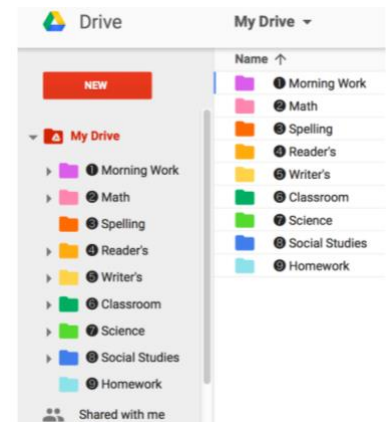 Drive
My Drive
NEW
My Drive
❶ Morning Work
❷ Math
❸ Spelling
❹ Reader's
❺ Writer's
❻ Classroom
❼ Science
❽ Social Studies
❾ Homework
Shared with me
Name ↑
❶ Morning Work
❷ Math
❸ Spelling
❹ Reader's
❺ Writer's
❻ Classroom
❼ Science
❽ Social Studies
❾ Homework